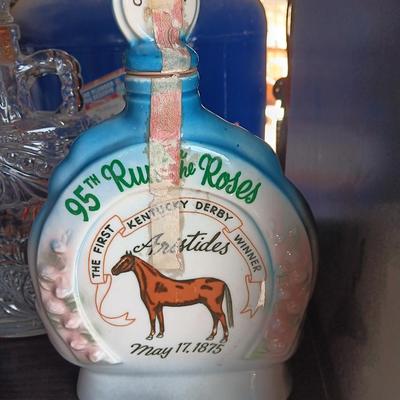 95TH Run for the Roses
THE FIRST KENTUCKY DERBY WINNER
Aristides
May 17, 1875